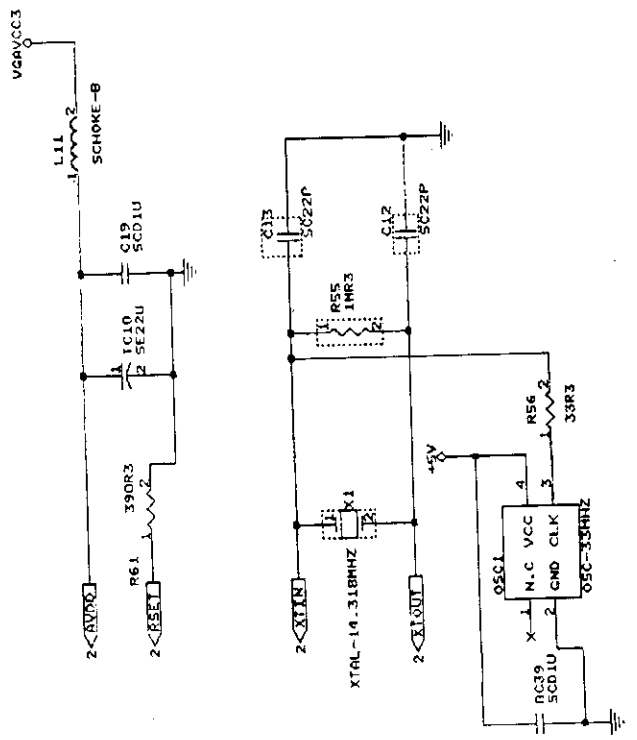 VGAVCC3
1
2
L11
SCHOKE-B
C19
SCD1U
1
2
TC10
SE22U
390R3
1
2
R61
2
AVDD
2
RSET
C13
SC22P
C12
SC22P
R55
1MR3
1
2
X1
1
2
XTAL-14.318MHZ
2
XTIN
2
XTOUT
R56
33R3
1
2
+5V
4
3
OSC1
N.C VCC
GND CLK
OSC-33MHZ
1
2
X
BC39
SCD1U